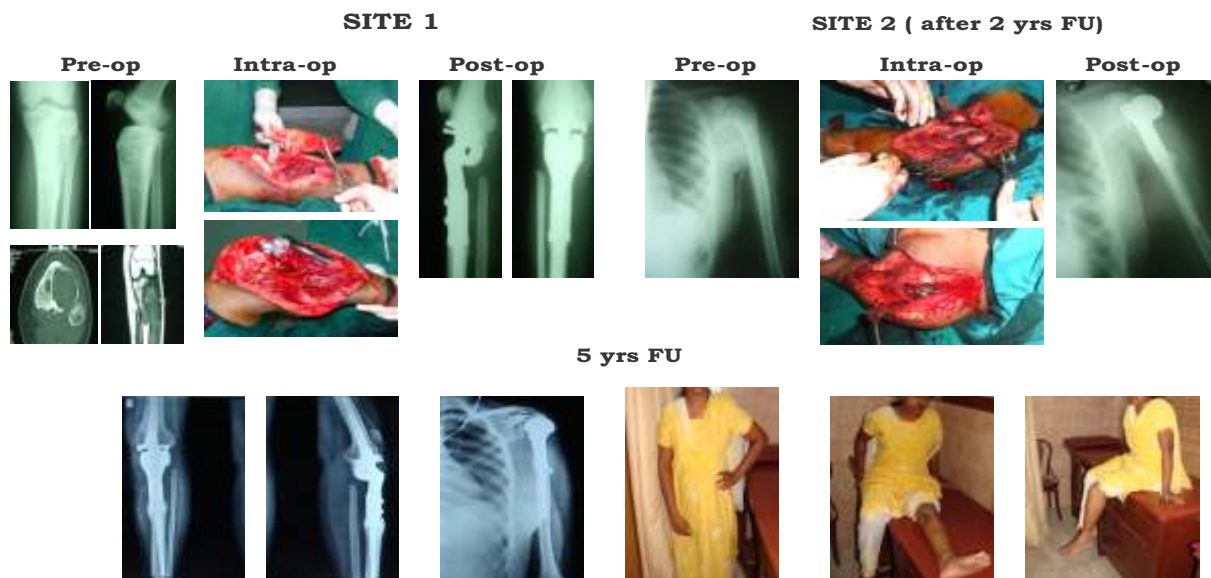 SITE 1
SITE 2 ( after 2 yrs FU)
Pre-op
Intra-op
Post-op
Pre-op
Intra-op
Post-op
5 yrs FU